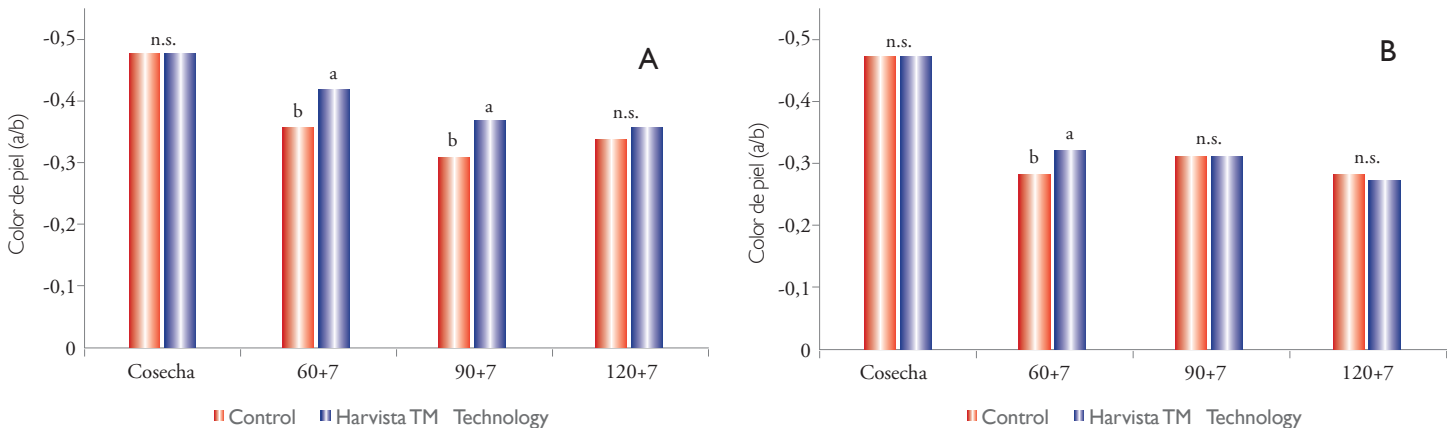 A
Color de piel (a/b)
-0,5
-0,4
-0,3
-0,2
-0,1
0
n.s.
b
a
b
a
n.s.
Cosecha
60+7
90+7
120+7
Control
Harvista TM Technology
B
Color de piel (a/b)
-0,5
-0,4
-0,3
-0,2
-0,1
0
n.s.
b
a
n.s.
n.s.
Cosecha
60+7
90+7
120+7
Control
Harvista TM Technology